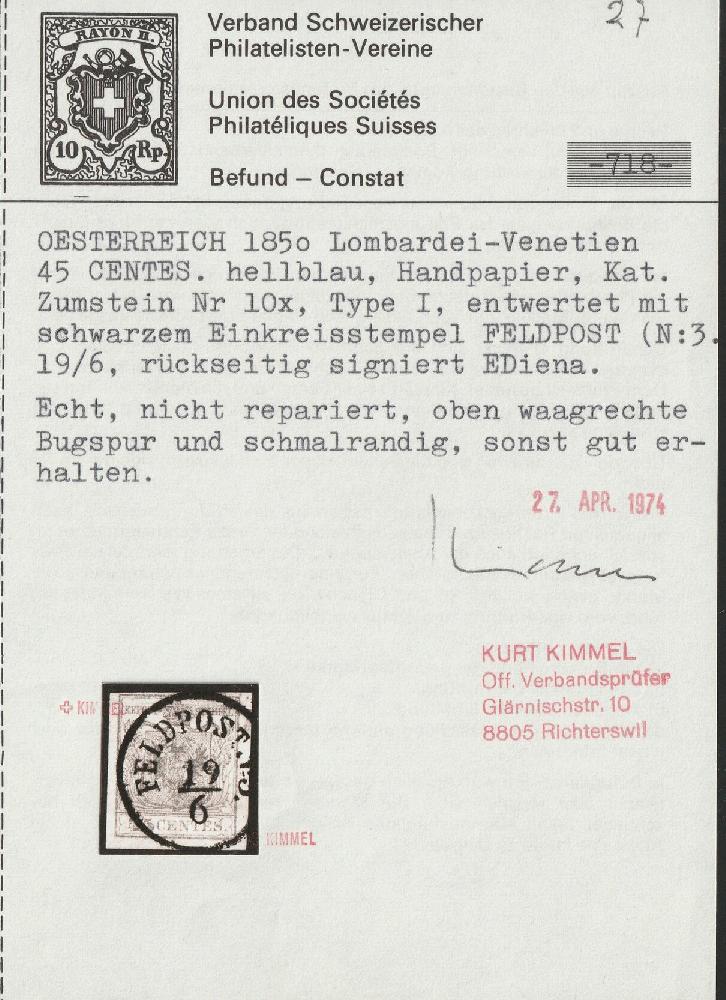 27
RAYON II.
10 Rp.
Verband Schweizerischer
Philatelisten-Vereine
Union des Sociétés
Philatéliques Suisses
Befund – Constat
-718-
OESTERREICH 185o Lombardei-Venetien
45 CENTES. hellblau, Handpapier, Kat.
Zumstein Nr 10x, Type I, entwertet mit
schwarzem Einkreisstempel FELDPOST (N:3.
19/6, rückseitig signiert EDiena.
Echt, nicht repariert, oben waagrechte
Bugspur und schmalrandig, sonst gut er-
halten.
27. APR. 1974
KURT KIMMEL
Off. Verbandsprüfer
Glärnischstr. 10
8805 Richterswil
FELDPOST.
19
6
CENTES.
KIMMEL